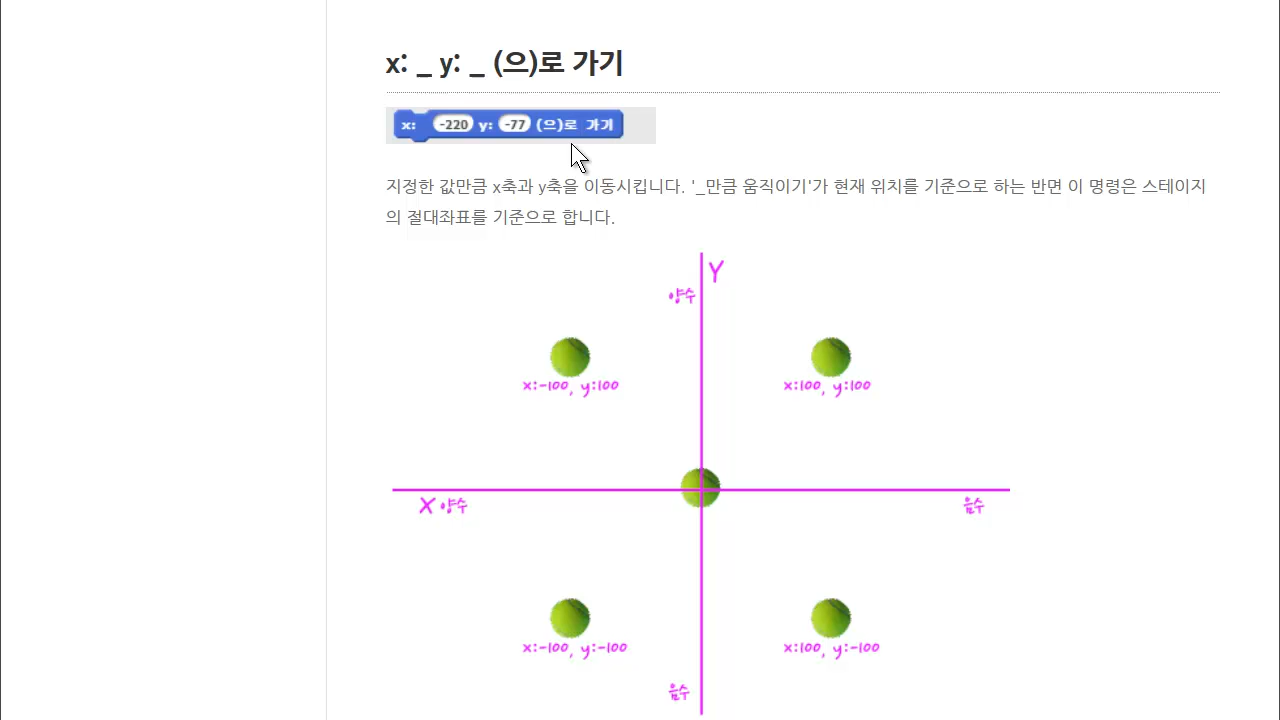 x: _ y: _ (으)로 가기
x: -220 y: -77 (으)로 가기
지정한 값만큼 x축과 y축을 이동시킵니다. '_만큼 움직이기'가 현재 위치를 기준으로 하는 반면 이 명령은 스테이지
의 절대좌표를 기준으로 합니다.
Y
양수
x:-100, y:100
x:100, y:100
X 양수
음수
x:-100, y:-100
x:100, y:-100
음수